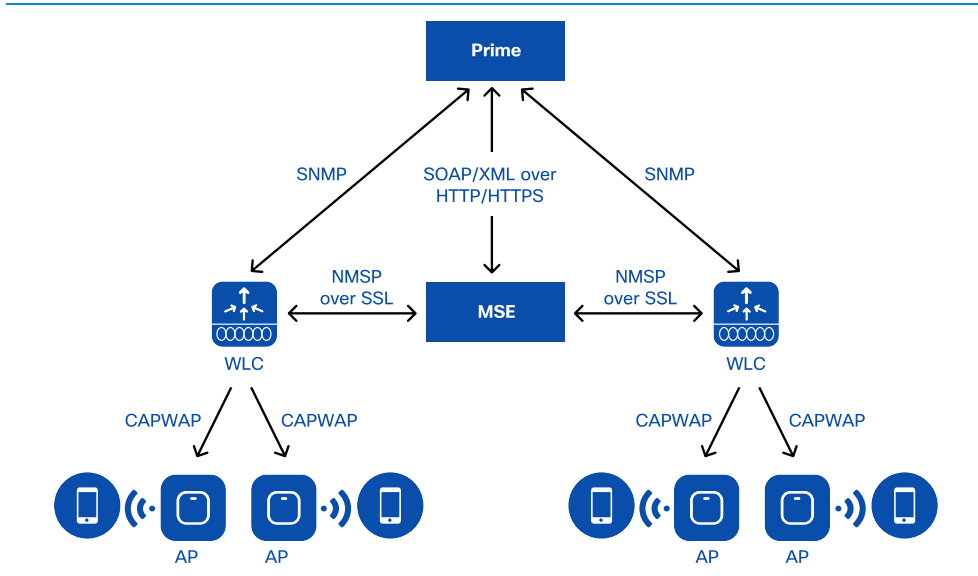 Prime
SNMP
SOAP/XML over
HTTP/HTTPS
SNMP
NMSP
over SSL
MSE
NMSP
over SSL
WLC
WLC
CAPWAP
CAPWAP
CAPWAP
CAPWAP
AP
AP
AP
AP